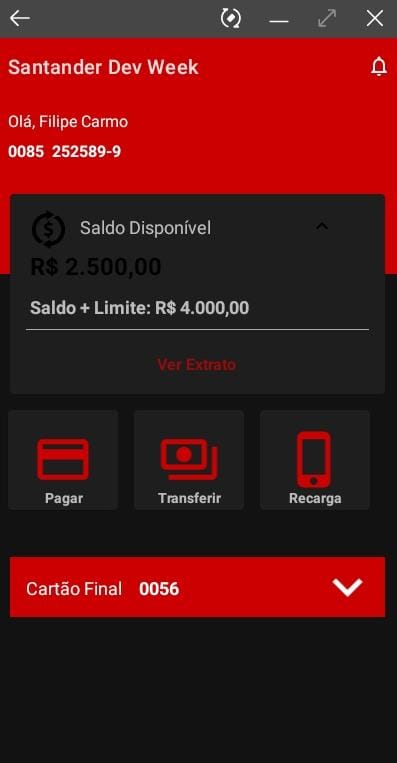 Santander Dev Week
Olá, Filipe Carmo
0085 252589-9
Saldo Disponível
R$ 2.500,00
Saldo + Limite: R$ 4.000,00
Ver Extrato
Pagar Transferir Recarga
Cartão Final 0056